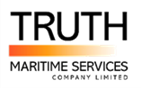 TRUTH
MARITIME SERVICES
COMPANY LIMITED